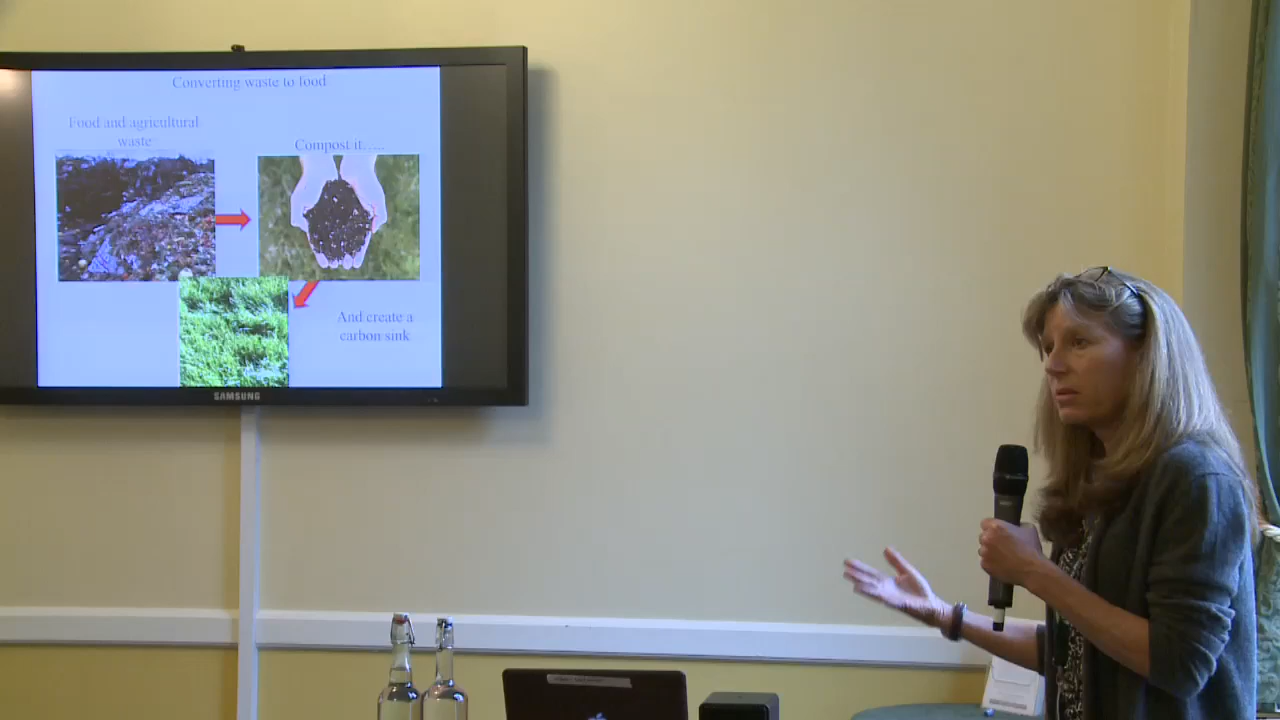 Converting waste to food
Food and agricultural
waste
Compost it.....
And create a
carbon sink
SAMSUNG